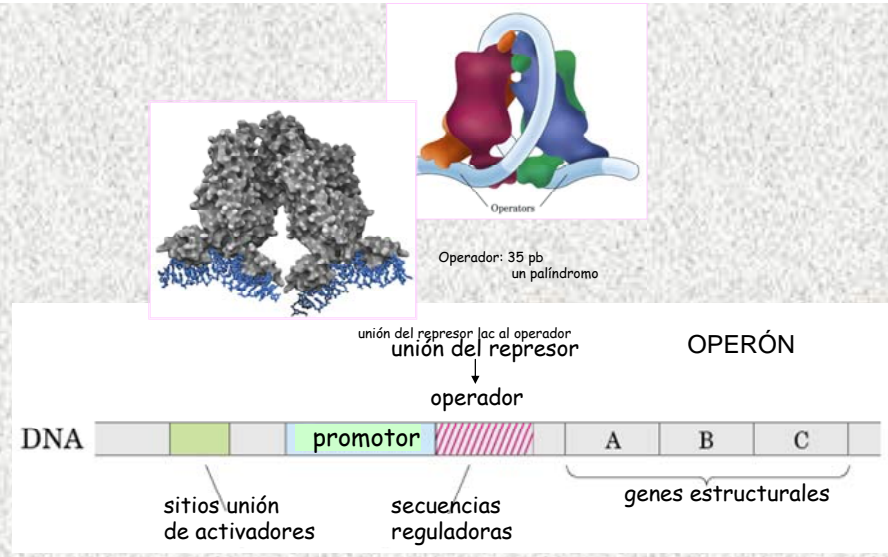 Operators
Operador: 35 pb
un palíndromo
unión del represor lac al operador
unión del represor
OPERÓN
operador
DNA
promotor
A
B
C
sitios unión
de activadores
secuencias
reguladoras
genes estructurales